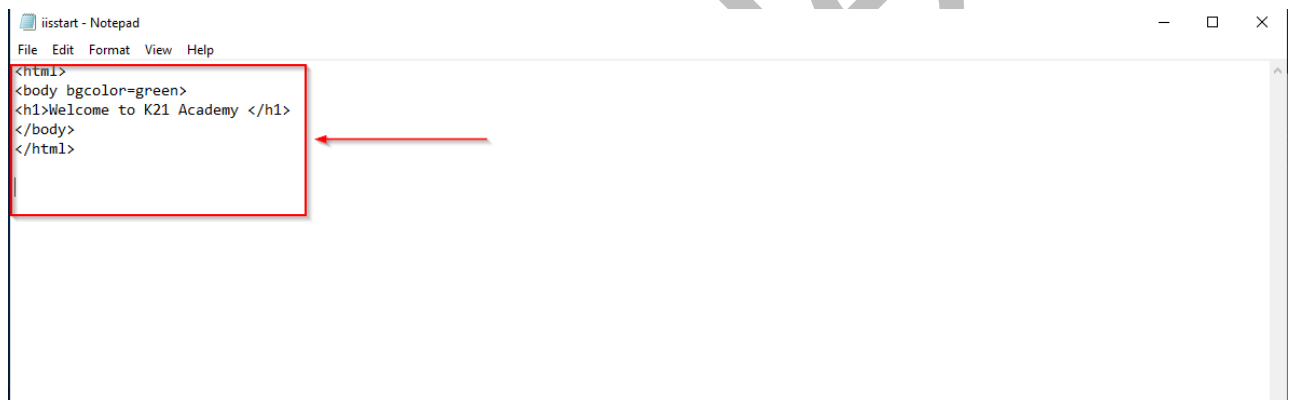 iisstart - Notepad
File Edit Format View Help
<html>
<body bgcolor=green>
<h1>Welcome to K21 Academy </h1>
</body>
</html>